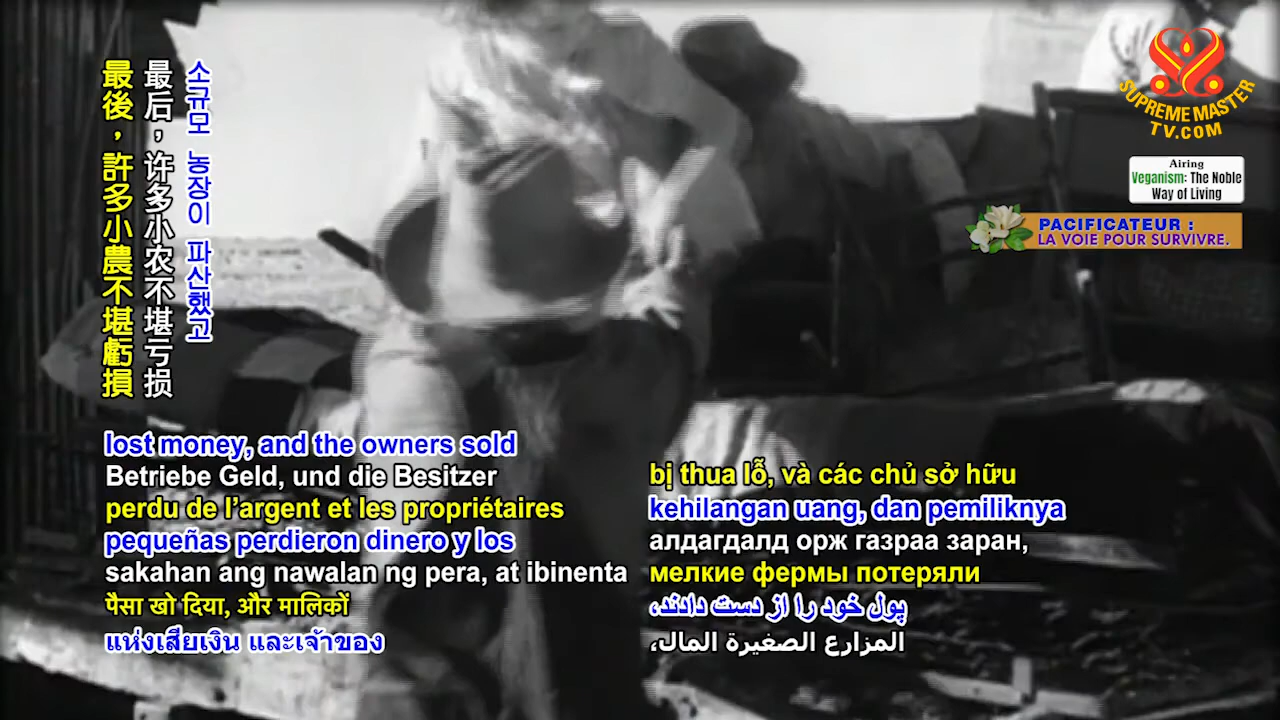 最後，許多小農不堪虧損
最后，许多小农不堪亏损
소규모 농장이 파산했고
SUPREME MASTER
TV.COM
Airing
Veganism: The Noble
Way of Living
PACIFICATEUR :
LA VOIE POUR SURVIVRE.
lost money, and the owners sold
Betriebe Geld, und die Besitzer
perdu de l’argent et les propriétaires
pequeñas perdieron dinero y los
sakahan ang nawalan ng pera, at ibinenta
पैसा खो दिया, और मालिकों
แห่งเสียเงิน และเจ้าของ
bị thua lỗ, và các chủ sở hữu
kehilangan uang, dan pemiliknya
алдагдалд орж газраа заран,
мелкие фермы потеряли
پول خود را از دست دادند،
المزارع الصغيرة المال،